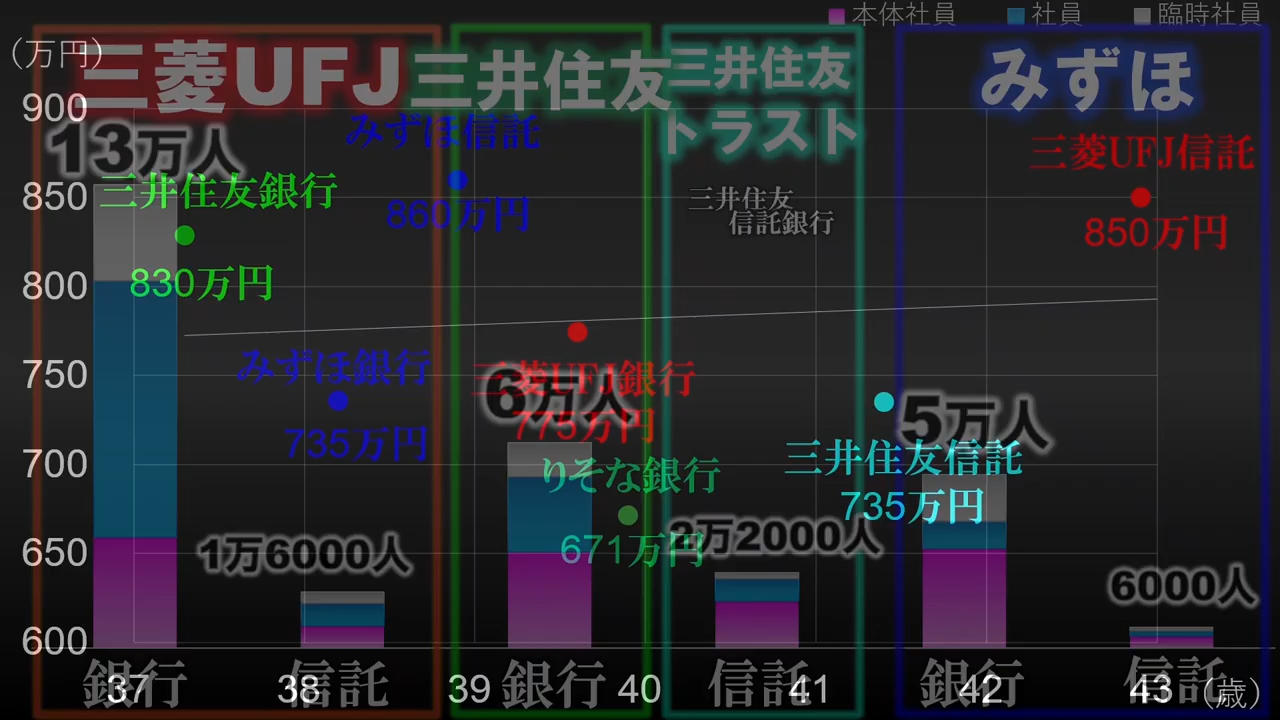 本体社員 社員 臨時社員
(万円)
三菱UFJ 三井住友 三井住友トラスト みずほ
900
13万人
みずほ信託
860万円
三菱UFJ信託
850万円
850
三井住友銀行
830万円
三井住友
信託銀行
800
750
みずほ銀行
735万円
三菱UFJ銀行
775万円
6万人
りそな銀行
671万円
三井住友信託
735万円
5万人
700
650
1万6000人
2万2000人
6000人
600
銀行 信託 銀行 信託 銀行 信託
37 38 39 40 41 42 43 (歳)